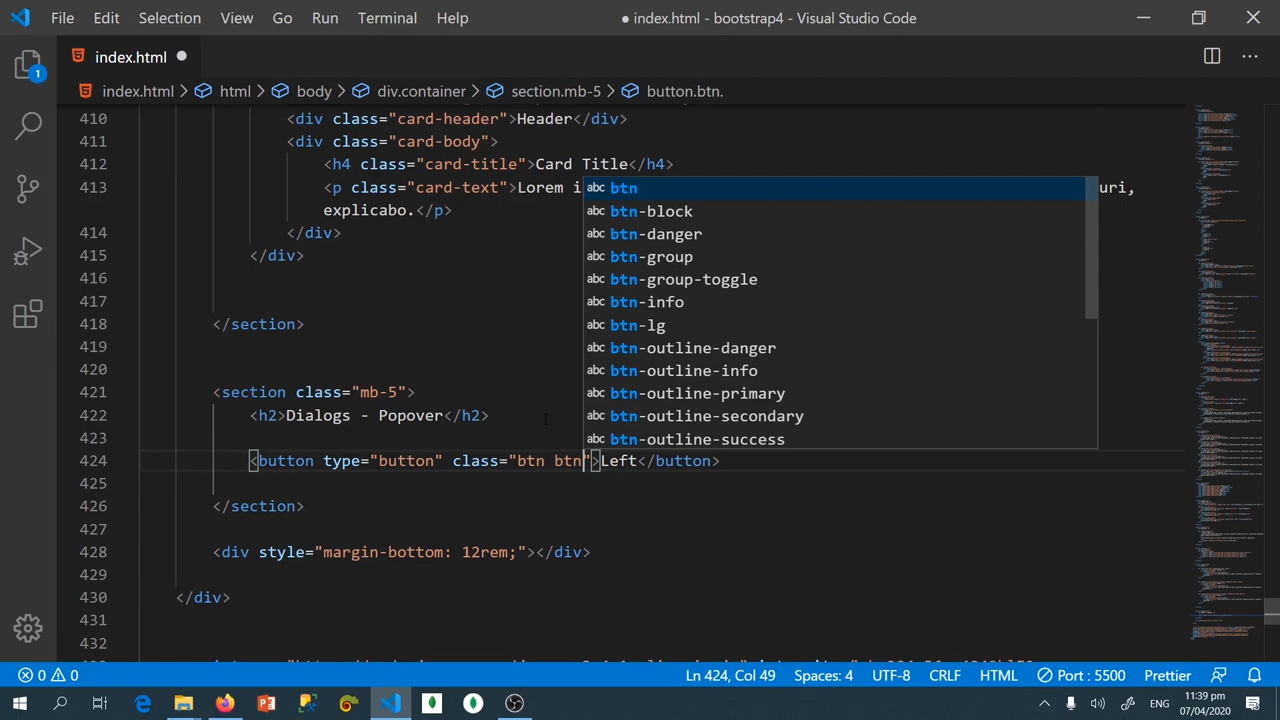 File Edit Selection View Go Run Terminal Help ● index.html - bootstrap4 - Visual Studio Code
index.html
index.html > html > body > div.container > section.mb-5 > button.btn.
1
410 <div class="card-header">Header</div>
411 <div class="card-body">
412 <h4 class="card-title">Card Title</h4>
413 <p class="card-text">Lorem i uri,
explicabo.</p>
414 </div>
415 </div>
416
417
418 </section>
419
420
421 <section class="mb-5">
422 <h2>Dialogs - Popover</h2>
423
424 <button type="button" class="btn btn">Left</button>
425
426 </section>
427
428 <div style="margin-bottom: 12rem;"></div>
429
430 </div>
431
432
abc btn
abc btn-block
abc btn-danger
abc btn-group
abc btn-group-toggle
abc btn-info
abc btn-lg
abc btn-outline-danger
abc btn-outline-info
abc btn-outline-primary
abc btn-outline-secondary
abc btn-outline-success
0 0 Ln 424, Col 49 Spaces: 4 UTF-8 CRLF HTML Port : 5500 Prettier
ENG 11:39 pm
07/04/2020